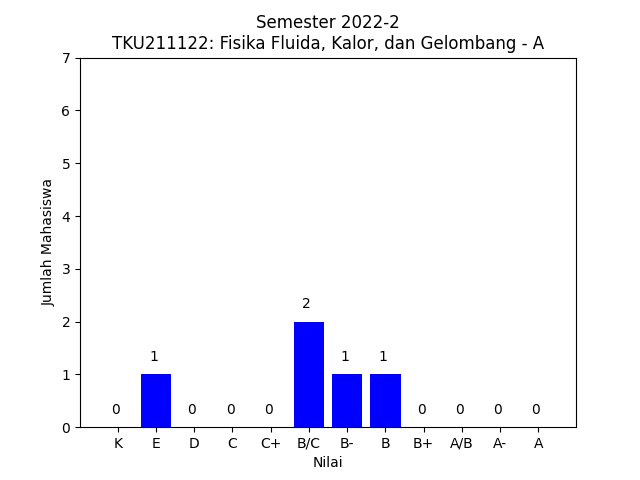 Semester 2022-2
TKU211122: Fisika Fluida, Kalor, dan Gelombang - A
7
6
5
4
3
2
1
0
Jumlah Mahasiswa
0 1 0 0 0 2 1 1 0 0 0 0
K E D C C+ B/C B- B B+ A/B A- A
Nilai